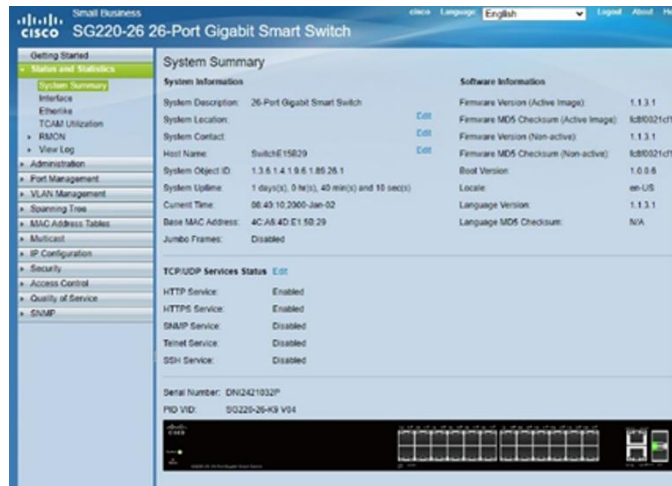 Small Business
cisco Language English Logout About He
cisco SG220-26 26-Port Gigabit Smart Switch
Getting Started
Status and Statistics
System Summary
Interface
Etherlike
TCAM Utilization
RMON
View Log
Administration
Port Management
VLAN Management
Spanning Tree
MAC Address Tables
Multicast
IP Configuration
Security
Access Control
Quality of Service
SNMP
System Summary
System Information
System Description: 26-Port Gigabit Smart Switch
System Location: Edit
System Contact: Edit
Host Name: SwitchE15B29 Edit
System Object ID: 1.3.6.1.4.1.9.6.1.89.26.1
System Uptime: 1 days(s), 0 hr(s), 40 min(s) and 10 sec(s)
Current Time: 08:40:10,2000-Jan-02
Base MAC Address: 4C:A6:4D:E1:5B:29
Jumbo Frames: Disabled
Software Information
Firmware Version (Active Image): 1.1.3.1
Firmware MD5 Checksum (Active Image): fc8f0021cf1
Firmware Version (Non-active): 1.1.3.1
Firmware MD5 Checksum (Non-active): fc8f0021cf1
Boot Version 1.0.0.6
Locale: en-US
Language Version: 1.1.3.1
Language MD5 Checksum: N/A
TCP/UDP Services Status Edit
HTTP Service: Enabled
HTTPS Service: Enabled
SNMP Service: Disabled
Telnet Service: Disabled
SSH Service: Disabled
Serial Number: DNI2421032P
PID VID: SG220-26-K9 V04
cisco